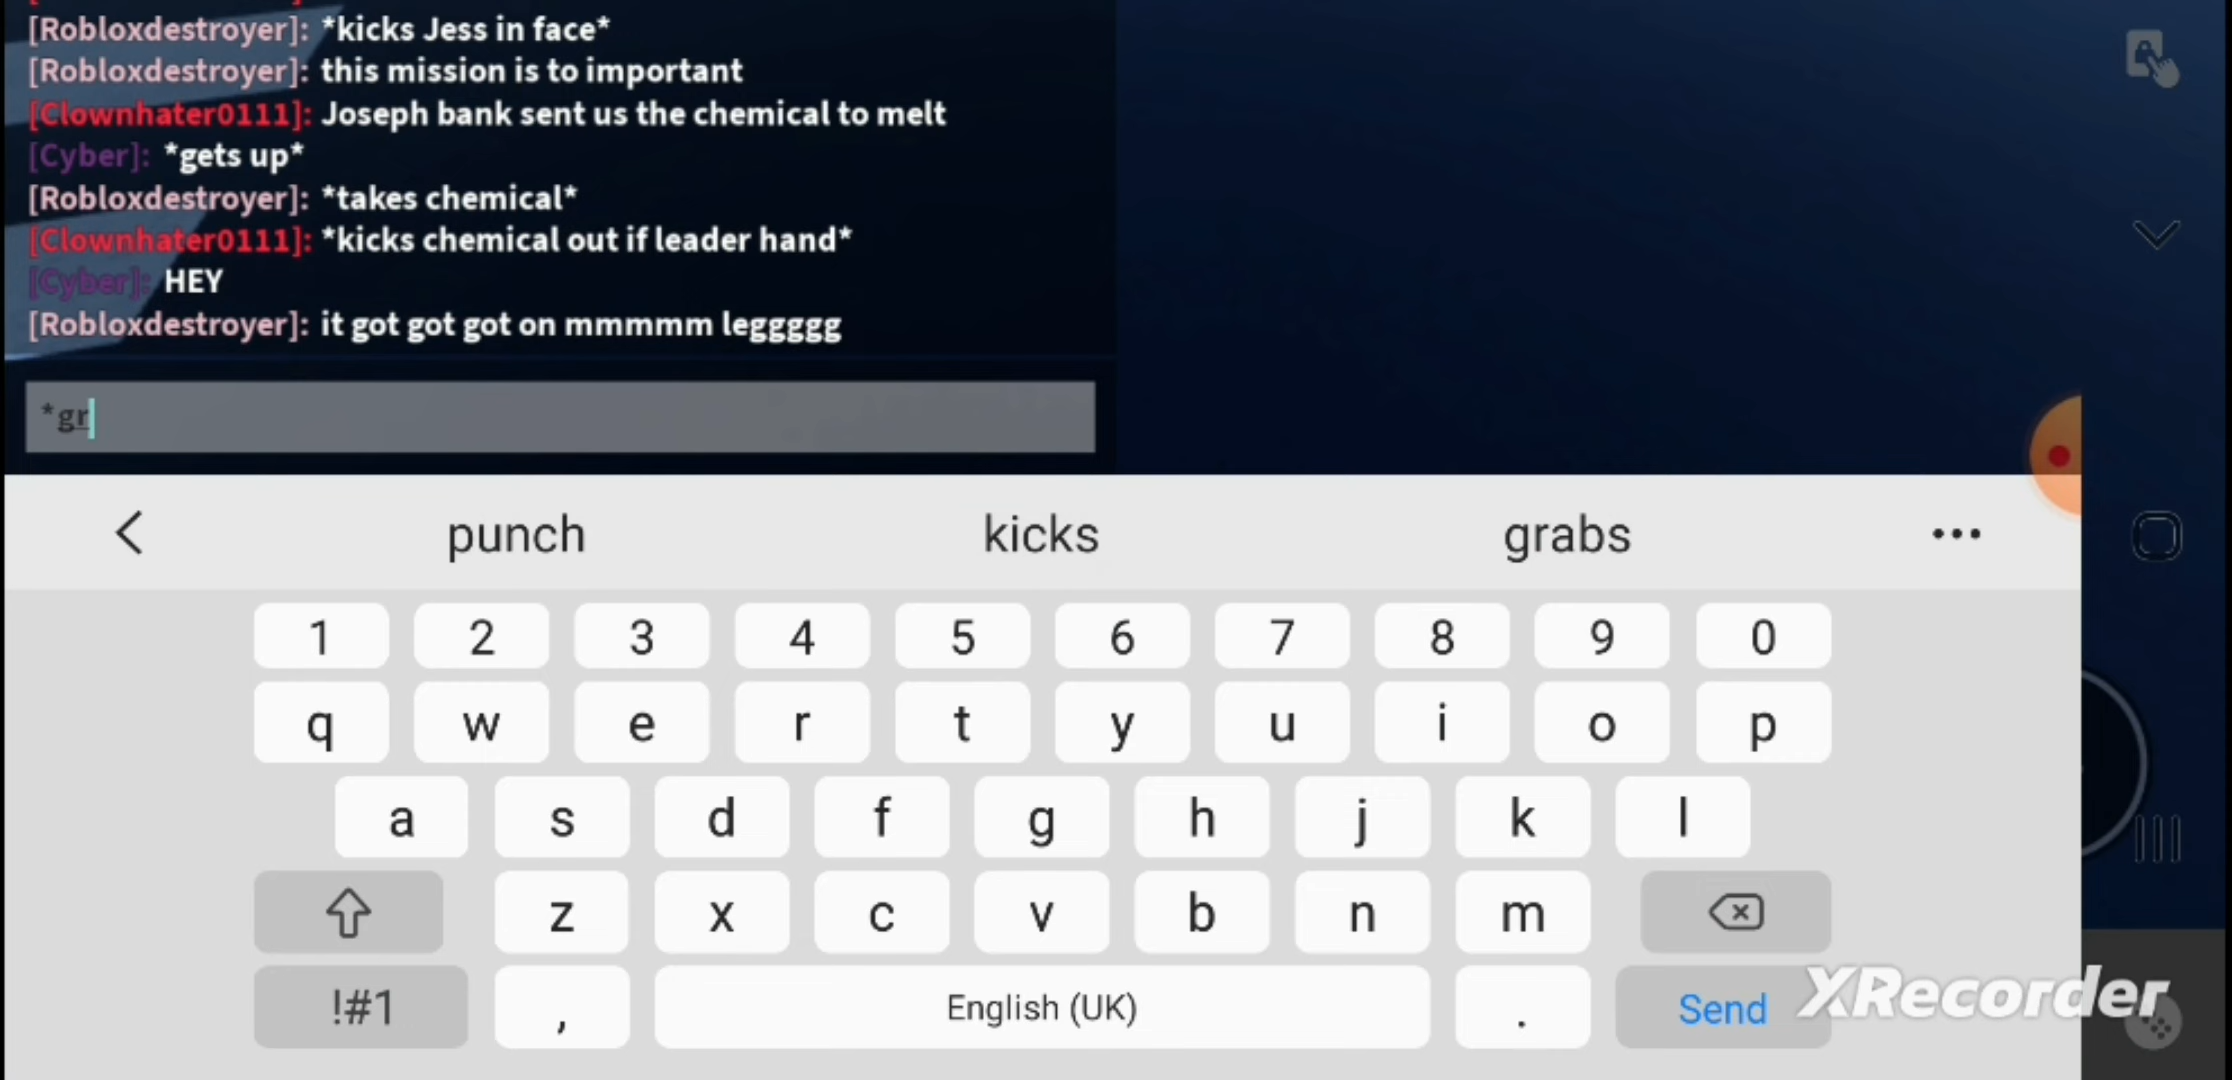 [Robloxdestroyer]: *kicks Jess in face*
[Robloxdestroyer]: this mission is to important
[Clownhater0111]: Joseph bank sent us the chemical to melt
[Cyber]: *gets up*
[Robloxdestroyer]: *takes chemical*
[Clownhater0111]: *kicks chemical out if leader hand*
[Cyber]: HEY
[Robloxdestroyer]: it got got got on mmmmm leggggg
*gr
punch kicks grabs
1 2 3 4 5 6 7 8 9 0
q w e r t y u i o p
a s d f g h j k l
z x c v b n m
!#1 , English (UK) . Send
XRecorder